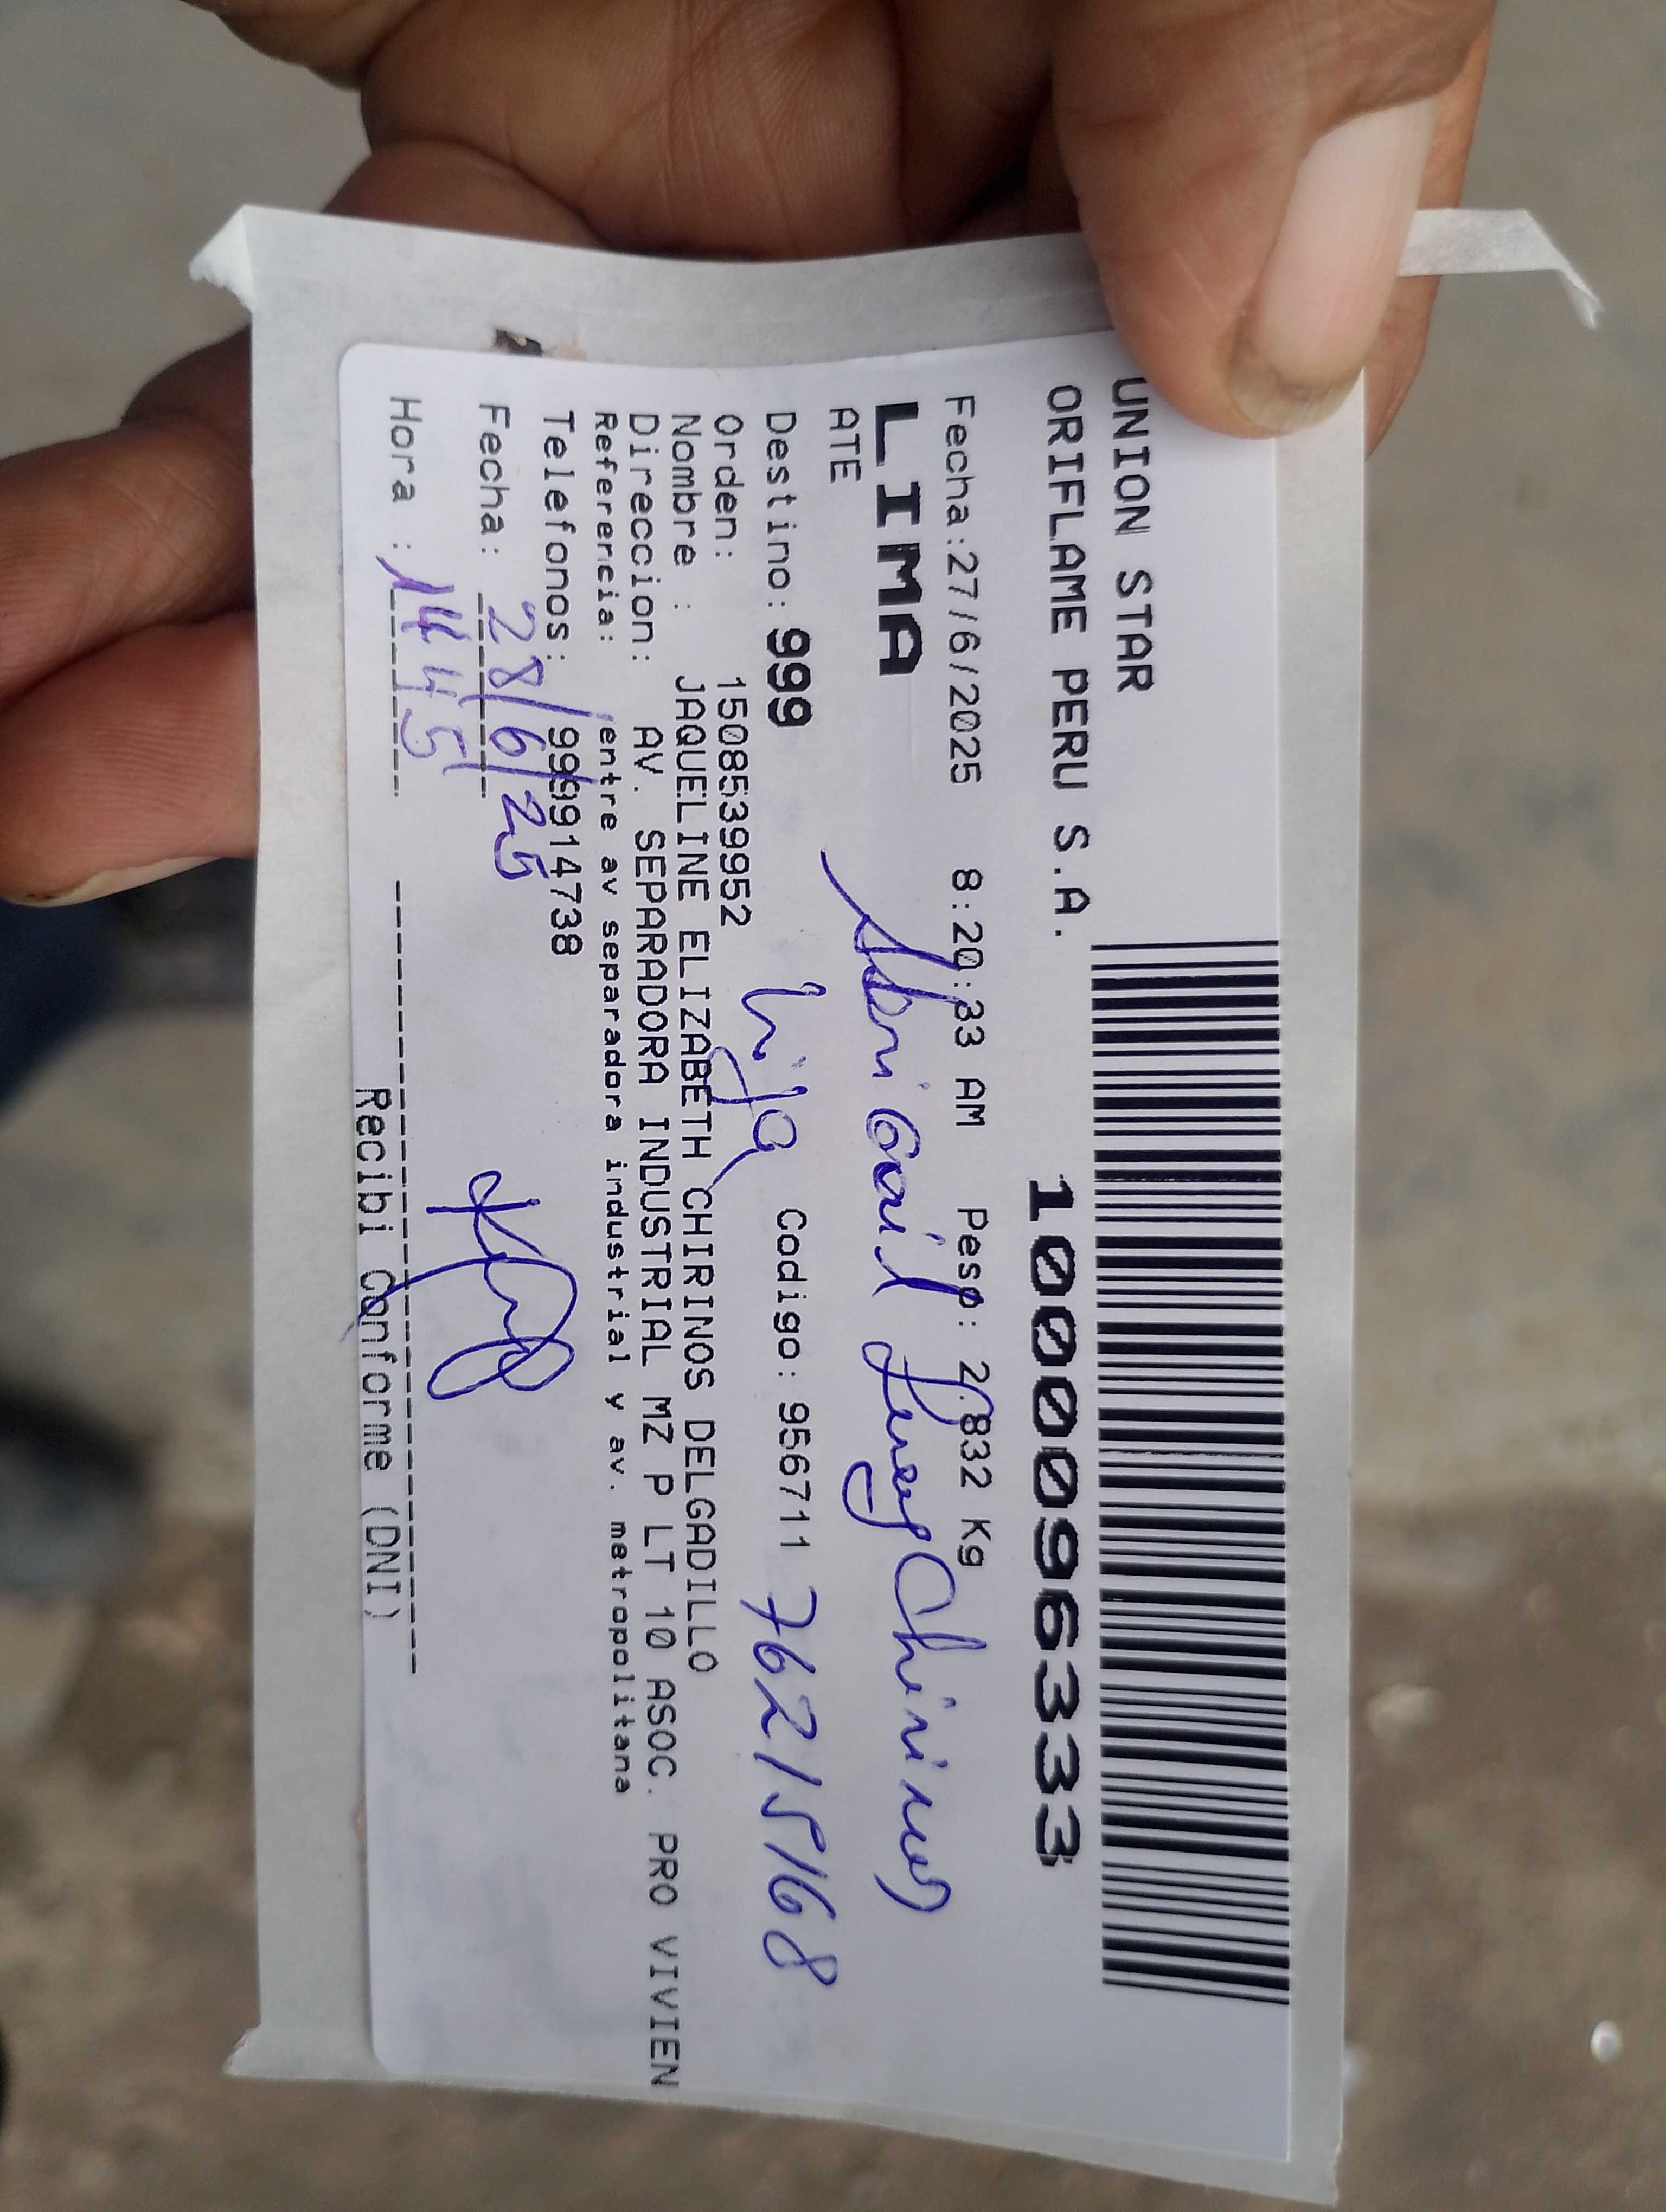 UNION STAR
ORIFLAME PERU S.A.
1000096333
Fecha:27/6/2025 8:20:33 AM Peso: 2.832 Kg
LIMA
ATE
Chirinos
Destino: 999 hija Codigo: 956711 76215168
Orden: 1508539952
Nombre : JAQUELINE ELIZABETH CHIRINOS DELGADILLO
Direccion: AV. SEPARADORA INDUSTRIAL MZ P LT 10 ASOC. PRO VIVIEN
Referencia: entre av separadora industrial y av. metropolitana
Telefonos: 999914738
Fecha: 28/6/25
Hora : 14 45
Recibi Conforme (DNI)